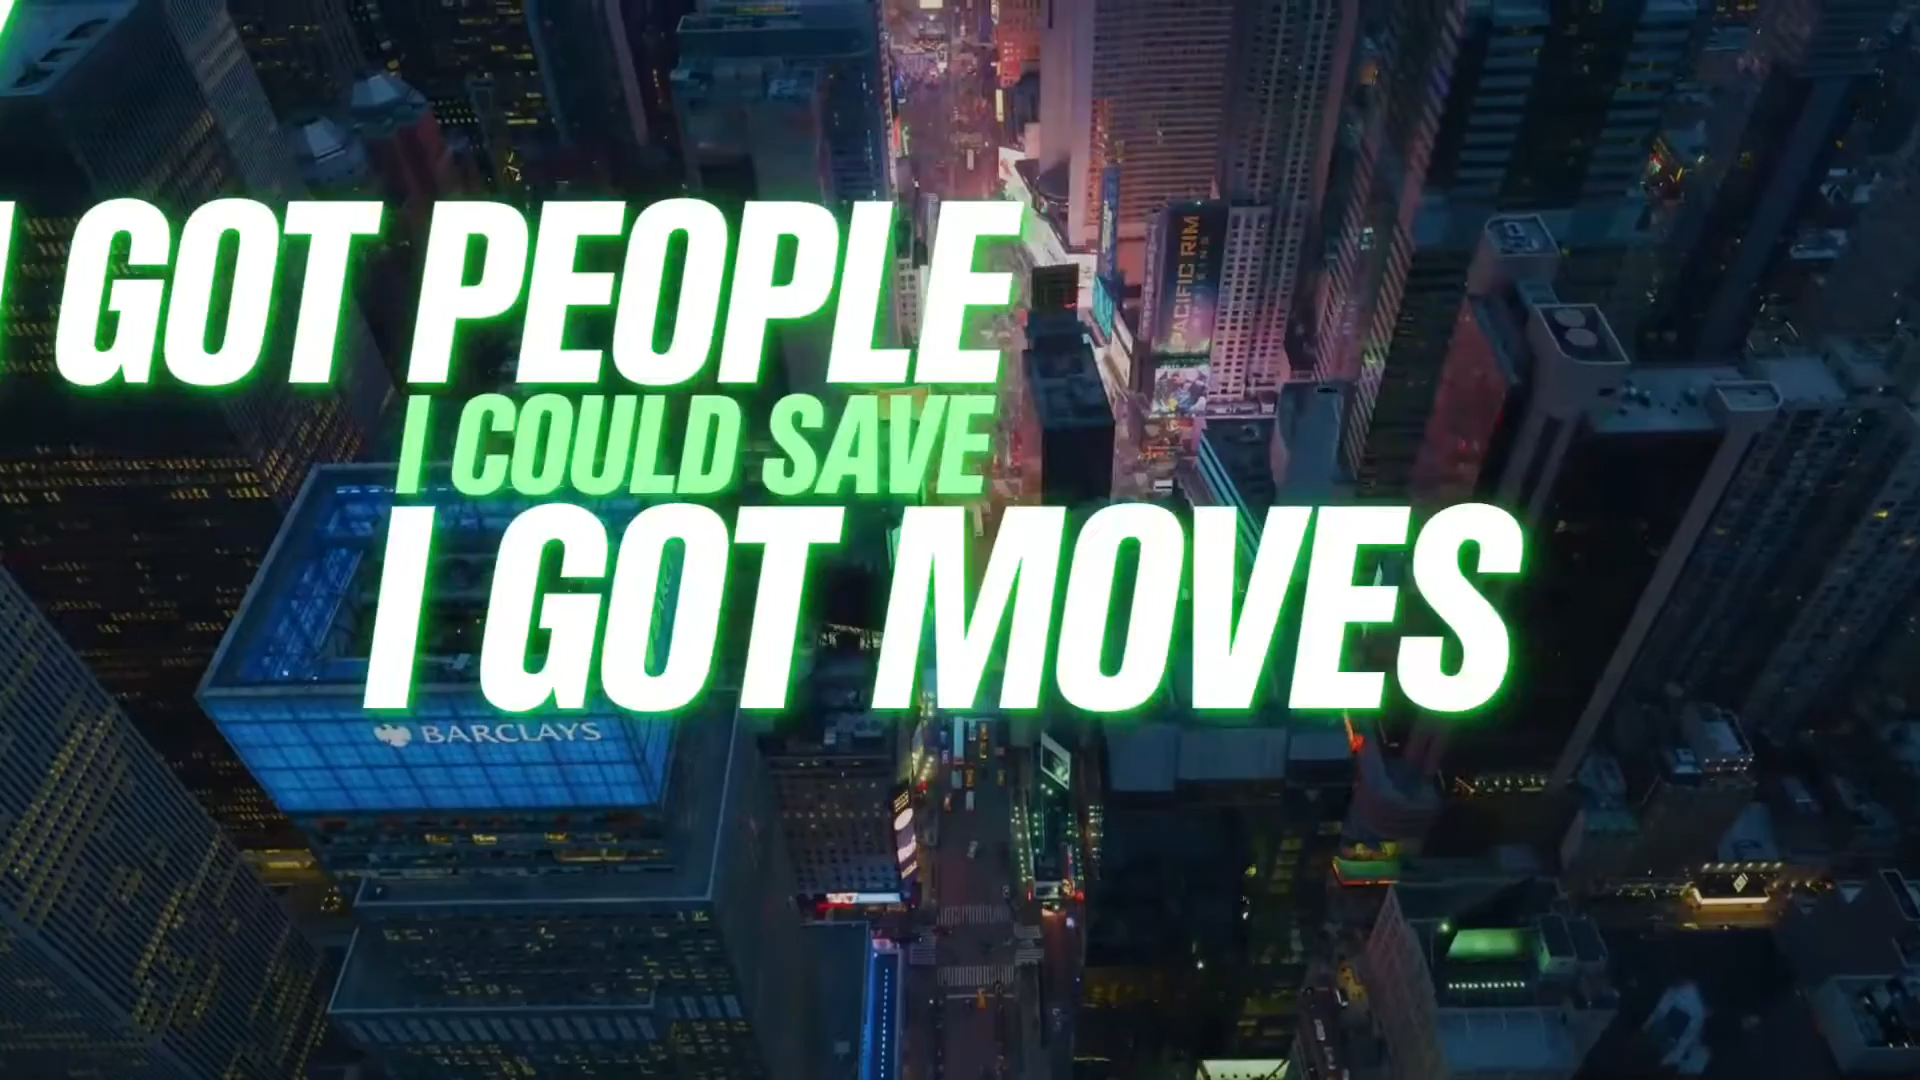 I GOT PEOPLE
I COULD SAVE
I GOT MOVES
PACIFIC RIM
BARCLAYS